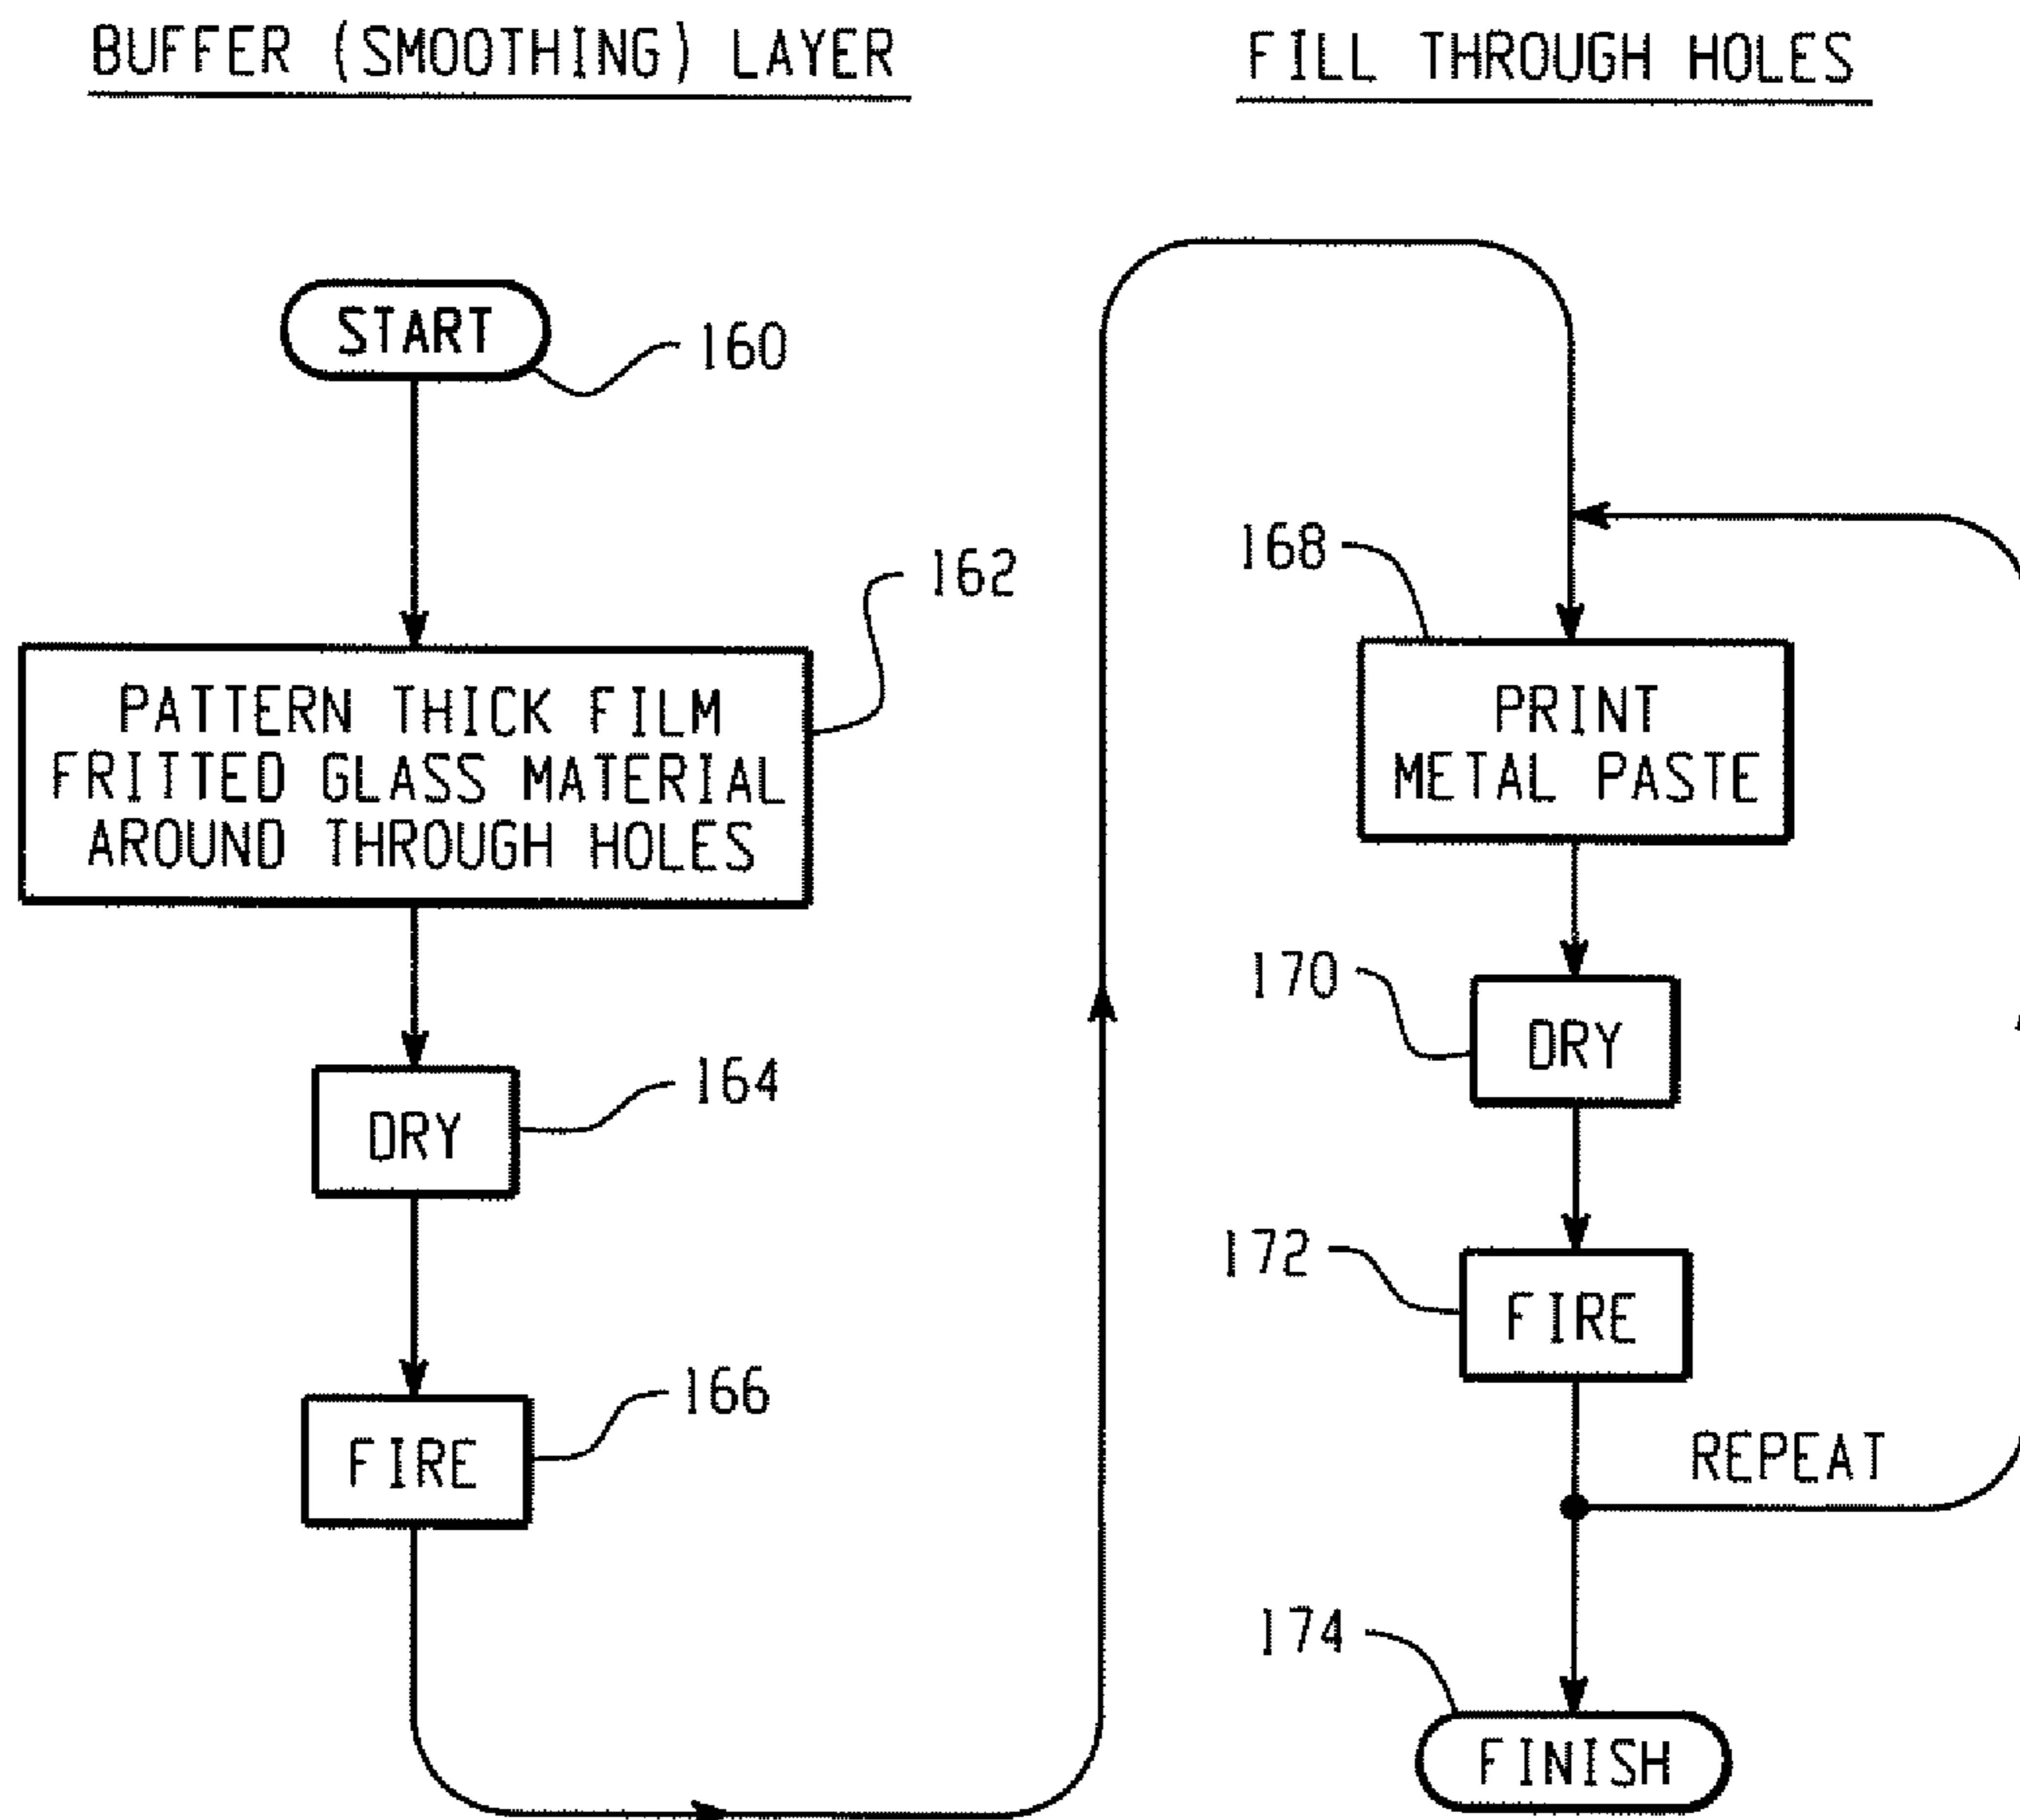 BUFFER (SMOOTHING) LAYER
START
160
162
PATTERN THICK FILM
FRITTED GLASS MATERIAL
AROUND THROUGH HOLES
DRY
164
FIRE
166
FILL THROUGH HOLES
168
PRINT
METAL PASTE
170
DRY
172
FIRE
REPEAT
174
FINISH